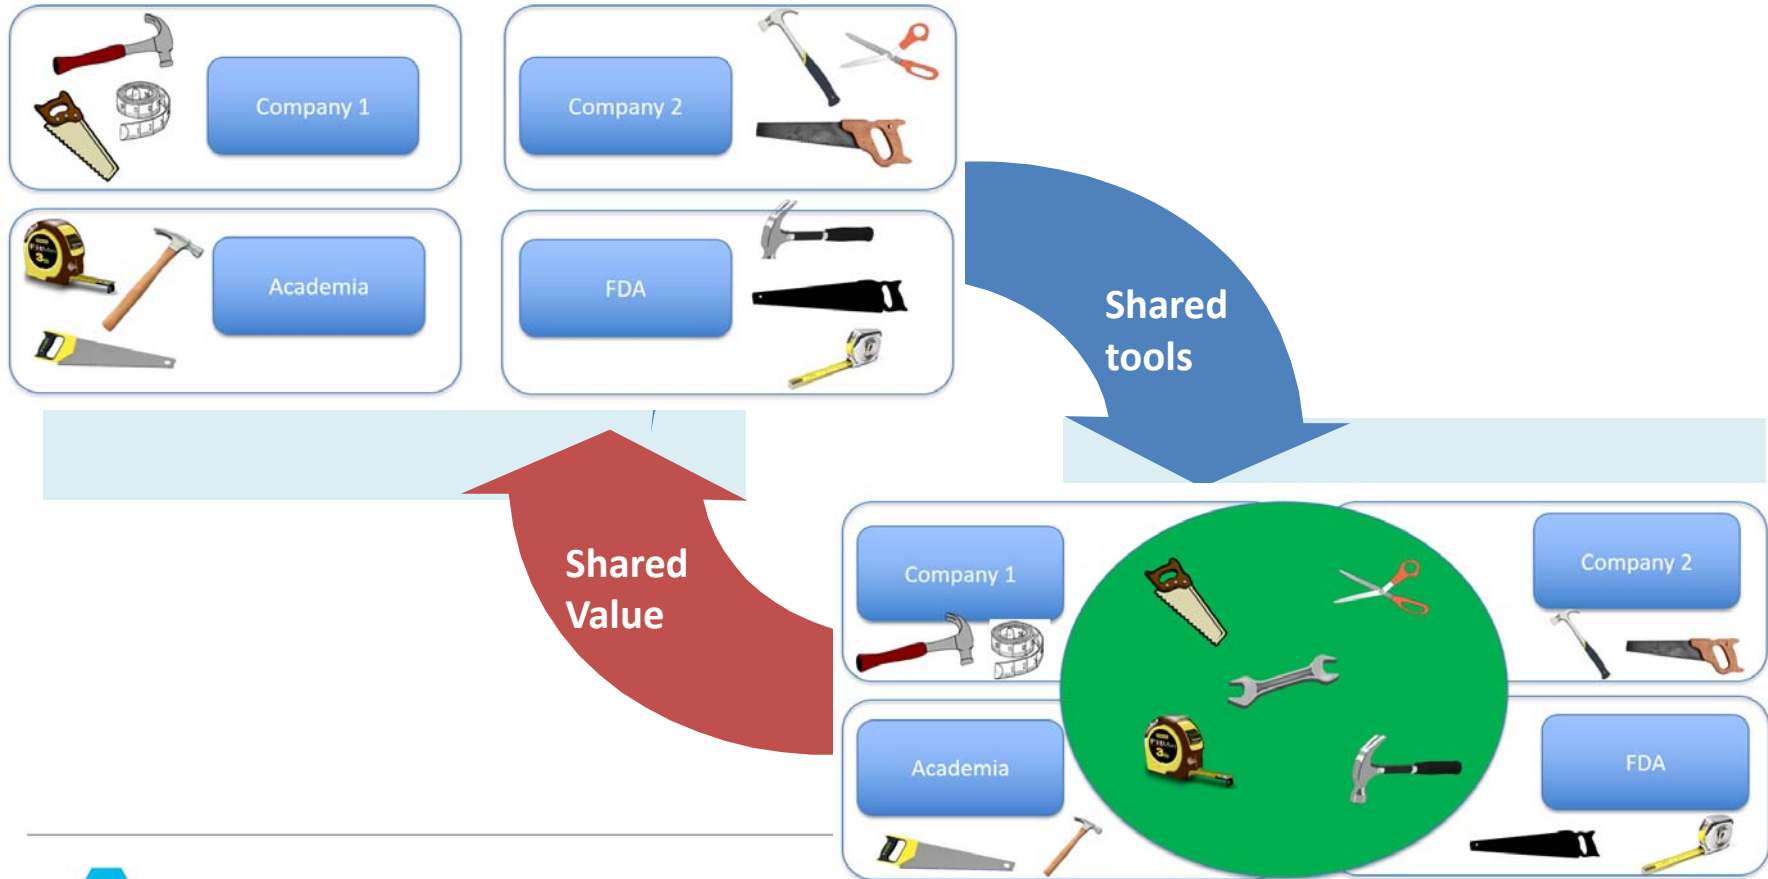 Company 1
Company 2
Academia
FDA
Shared
tools
Shared
Value
Company 1
Company 2
Academia
FDA